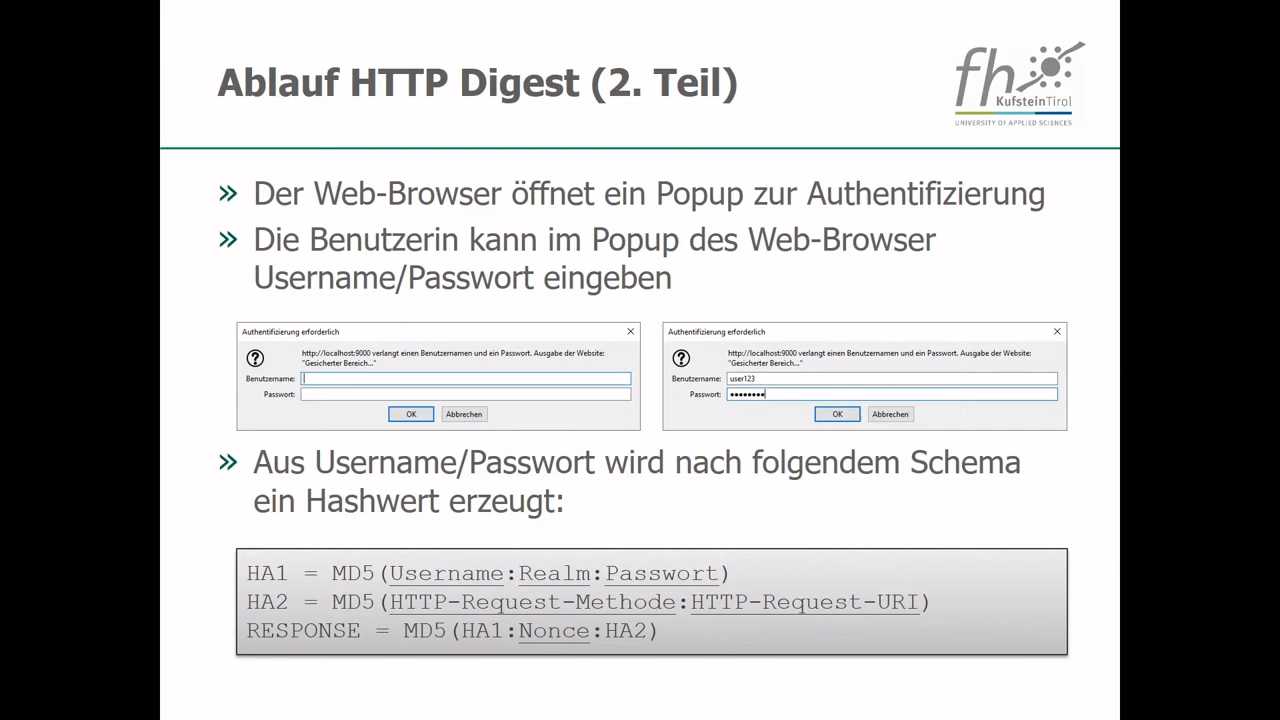 Ablauf HTTP Digest (2. Teil)
fh
KufsteinTirol
UNIVERSITY OF APPLIED SCIENCES
» Der Web-Browser öffnet ein Popup zur Authentifizierung
» Die Benutzerin kann im Popup des Web-Browser
Username/Passwort eingeben
Authentifizierung erforderlich
http://localhost:9000 verlangt einen Benutzernamen und ein Passwort. Ausgabe der Website:
"Gesicherter Bereich..."
Benutzername:
Passwort:
OK Abbrechen
Authentifizierung erforderlich
http://localhost:9000 verlangt einen Benutzernamen und ein Passwort. Ausgabe der Website:
"Gesicherter Bereich..."
Benutzername: user123
Passwort: ●●●●●●●●
OK Abbrechen
» Aus Username/Passwort wird nach folgendem Schema
ein Hashwert erzeugt:
HA1 = MD5(Username:Realm:Passwort)
HA2 = MD5(HTTP-Request-Methode:HTTP-Request-URI)
RESPONSE = MD5(HA1:Nonce:HA2)